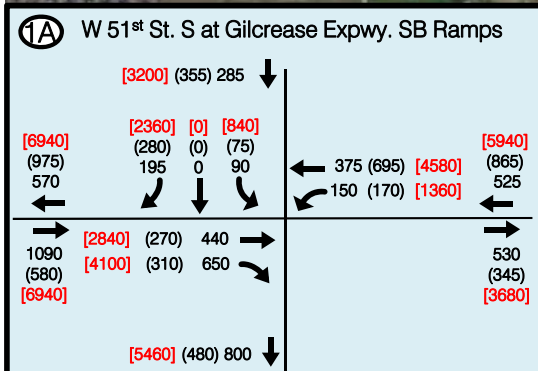 1A W 51st St. S at Gilcrease Expwy. SB Ramps
[3200] (355) 285
[2360] [0] [840]
(280) (0) (75)
195 0 90
[6940]
(975)
570
375 (695) [4580]
150 (170) [1360]
[5940]
(865)
525
1090
(580)
[6940]
[2840] (270) 440
[4100] (310) 650
530
(345)
[3680]
[5460] (480) 800